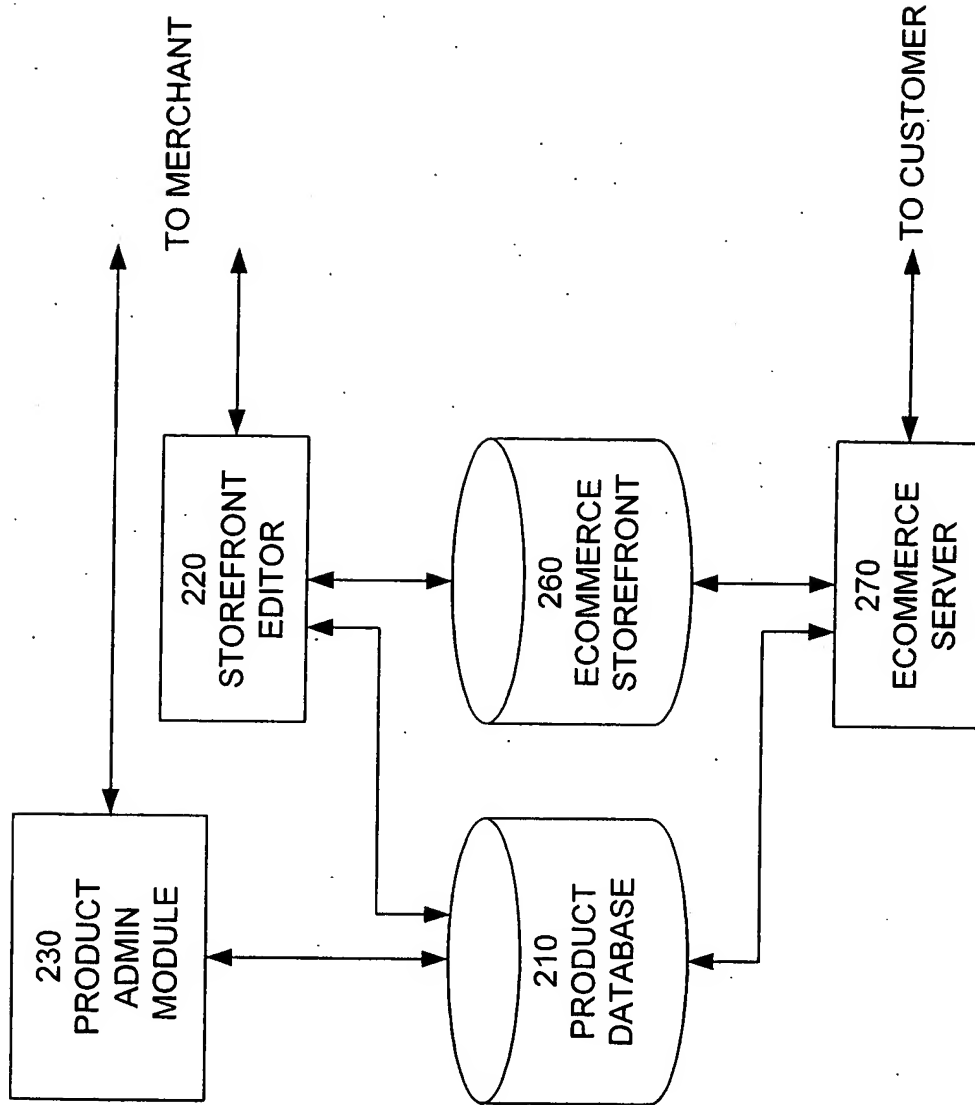 230
PRODUCT
ADMIN
MODULE
TO MERCHANT
220
STOREFRONT
EDITOR
210
PRODUCT
DATABASE
260
ECOMMERCE
STOREFRONT
270
ECOMMERCE
SERVER
TO CUSTOMER